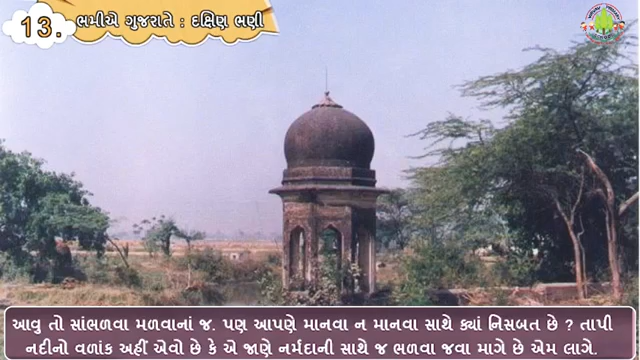 13. ભમીએ ગુજરાતે : દક્ષિણ ભણી
આવુ તો સાંભળવા મળવાનાં જ. પણ આપણે માનવા ન માનવા સાથે ક્યાં નિસબત છે ? તાપી
નદીનો વળાંક અહીં એવો છે કે એ જાણે નર્મદાની સાથે જ ભળવા જવા માગે છે એમ લાગે.